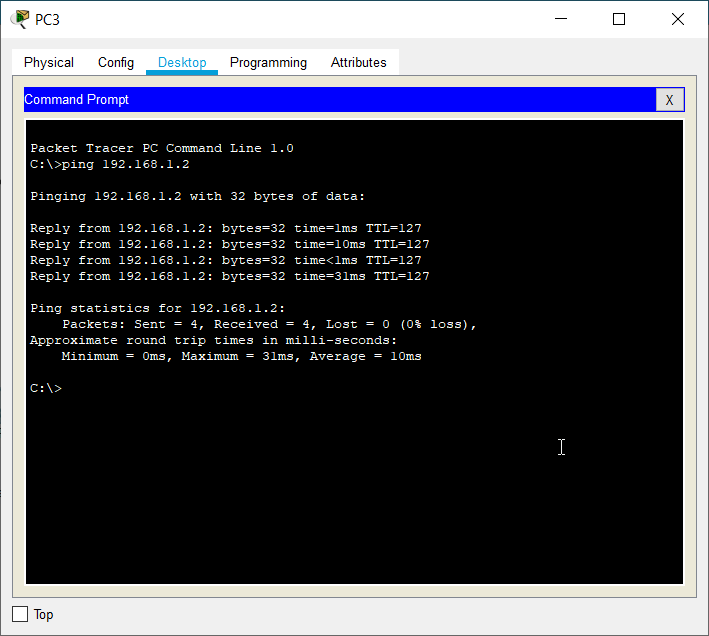 PC3
Physical Config Desktop Programming Attributes
Command Prompt
X
Packet Tracer PC Command Line 1.0
C:\>ping 192.168.1.2
Pinging 192.168.1.2 with 32 bytes of data:
Reply from 192.168.1.2: bytes=32 time=1ms TTL=127
Reply from 192.168.1.2: bytes=32 time=10ms TTL=127
Reply from 192.168.1.2: bytes=32 time<1ms TTL=127
Reply from 192.168.1.2: bytes=32 time=31ms TTL=127
Ping statistics for 192.168.1.2:
    Packets: Sent = 4, Received = 4, Lost = 0 (0% loss),
Approximate round trip times in milli-seconds:
    Minimum = 0ms, Maximum = 31ms, Average = 10ms
C:\>
Top